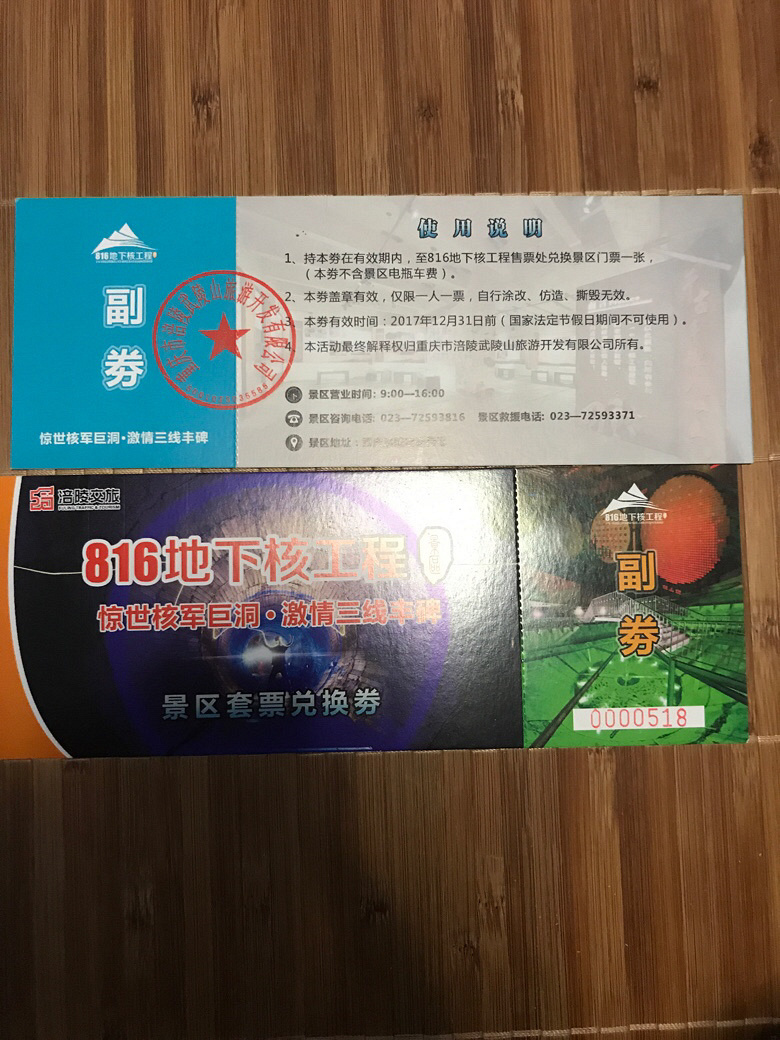 816地下核工程
副
券
惊世核军巨洞·激情三线丰碑
重庆市涪陵武陵山旅游开发有限公司
使用说明
1、持本券在有效期内，至816地下核工程售票处兑换景区门票一张，
（本券不含景区电瓶车费）。
2、本券盖章有效，仅限一人一票，自行涂改、仿造、撕毁无效。
3、本券有效时间：2017年12月31日前（国家法定节假日期间不可使用）。
4、本活动最终解释权归重庆市涪陵武陵山旅游开发有限公司所有。
景区营业时间：9:00—16:00
景区咨询电话：023—72593816 景区救援电话：023—72593371
景区地址：
涪陵交旅
FULING TRAFFIC & TOURISM
816地下核工程
惊世核军巨洞·激情三线丰碑
景区套票兑换券
816地下核工程
副
券
0000518